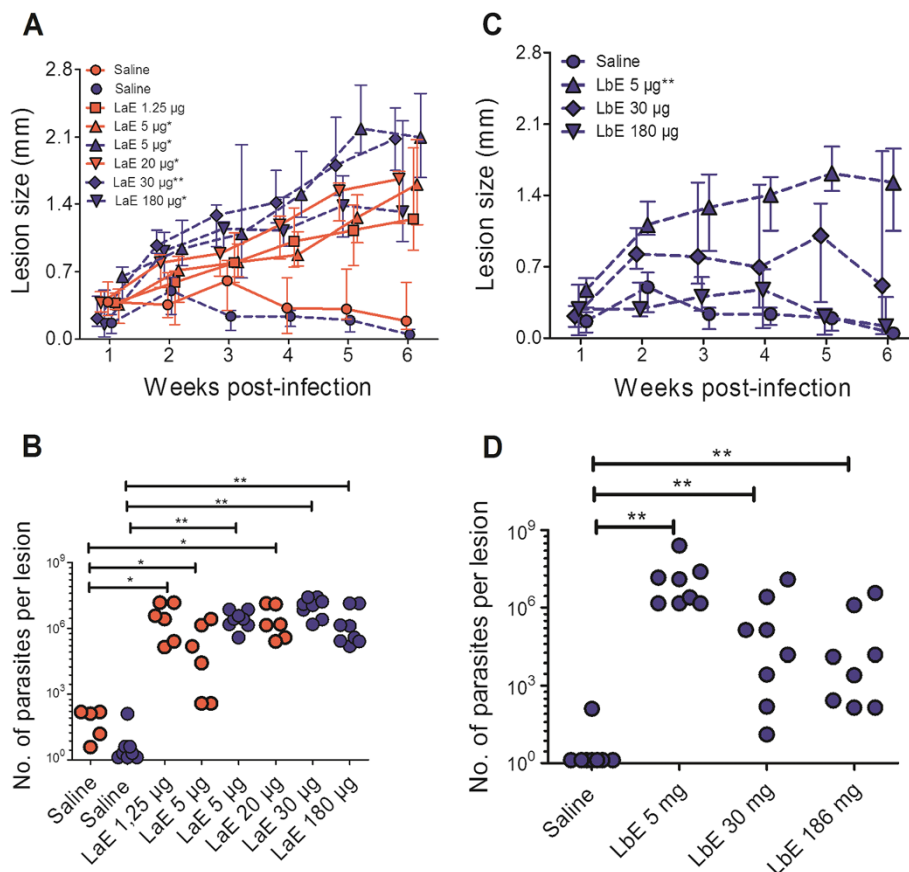 A
2.8
2.1
1.4
0.7
0.0
Lesion size (mm)
Saline
Saline
LaE 1.25 µg
LaE 5 µg*
LaE 5 µg*
LaE 20 µg*
LaE 30 µg**
LaE 180 µg*
1 2 3 4 5 6
Weeks post-infection
C
2.8
2.1
1.4
0.7
0.0
Lesion size (mm)
Saline
LbE 5 µg**
LbE 30 µg
LbE 180 µg
1 2 3 4 5 6
Weeks post-infection
B
**
**
**
*
*
*
10⁹
10⁶
10³
10⁰
No. of parasites per lesion
Saline
Saline
LaE 1,25 µg
LaE 5 µg
LaE 5 µg
LaE 20 µg
LaE 30 µg
LaE 180 µg
D
**
**
**
10⁹
10⁶
10³
10⁰
No. of parasites per lesion
Saline
LbE 5 mg
LbE 30 mg
LbE 186 mg